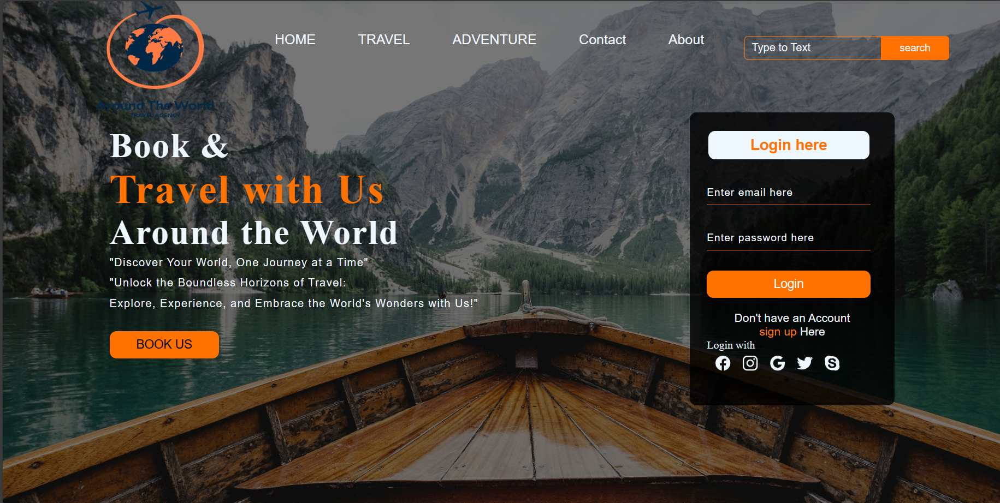 HOME TRAVEL ADVENTURE Contact About
Type to Text search
Around The World
TRAVEL AGENCY
Book &
Travel with Us
Around the World
"Discover Your World, One Journey at a Time"
"Unlock the Boundless Horizons of Travel:
Explore, Experience, and Embrace the World's Wonders with Us!"
BOOK US
Login here
Enter email here
Enter password here
Login
Don't have an Account
sign up Here
Login with